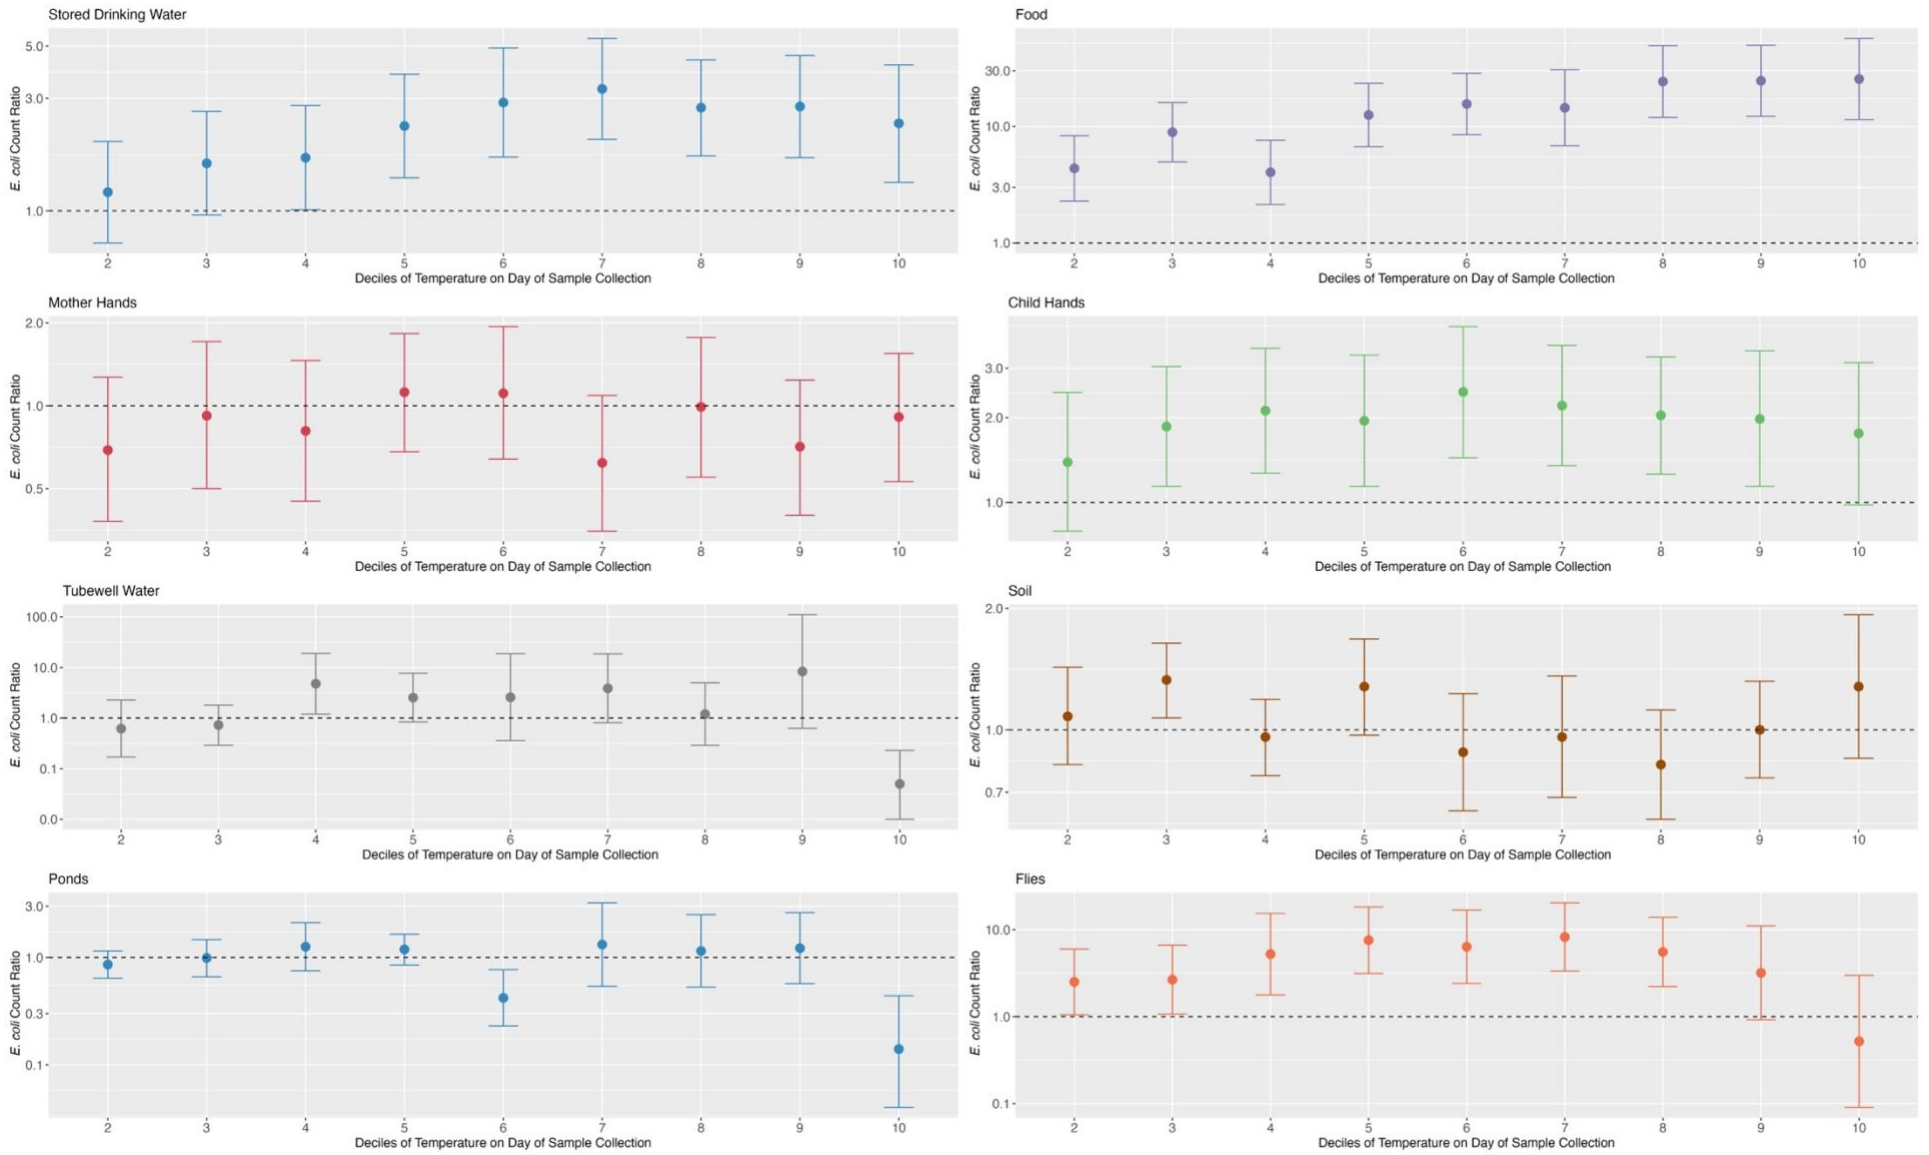 Stored Drinking Water
E. coli Count Ratio
5.0
3.0
1.0
2 3 4 5 6 7 8 9 10
Deciles of Temperature on Day of Sample Collection
Food
E. coli Count Ratio
30.0
10.0
3.0
1.0
2 3 4 5 6 7 8 9 10
Deciles of Temperature on Day of Sample Collection
Mother Hands
E. coli Count Ratio
2.0
1.0
0.5
2 3 4 5 6 7 8 9 10
Deciles of Temperature on Day of Sample Collection
Child Hands
E. coli Count Ratio
3.0
2.0
1.0
2 3 4 5 6 7 8 9 10
Deciles of Temperature on Day of Sample Collection
Tubewell Water
E. coli Count Ratio
100.0
10.0
1.0
0.1
0.0
2 3 4 5 6 7 8 9 10
Deciles of Temperature on Day of Sample Collection
Soil
E. coli Count Ratio
2.0
1.0
0.7
2 3 4 5 6 7 8 9 10
Deciles of Temperature on Day of Sample Collection
Ponds
E. coli Count Ratio
3.0
1.0
0.3
0.1
2 3 4 5 6 7 8 9 10
Deciles of Temperature on Day of Sample Collection
Flies
E. coli Count Ratio
10.0
1.0
0.1
2 3 4 5 6 7 8 9 10
Deciles of Temperature on Day of Sample Collection